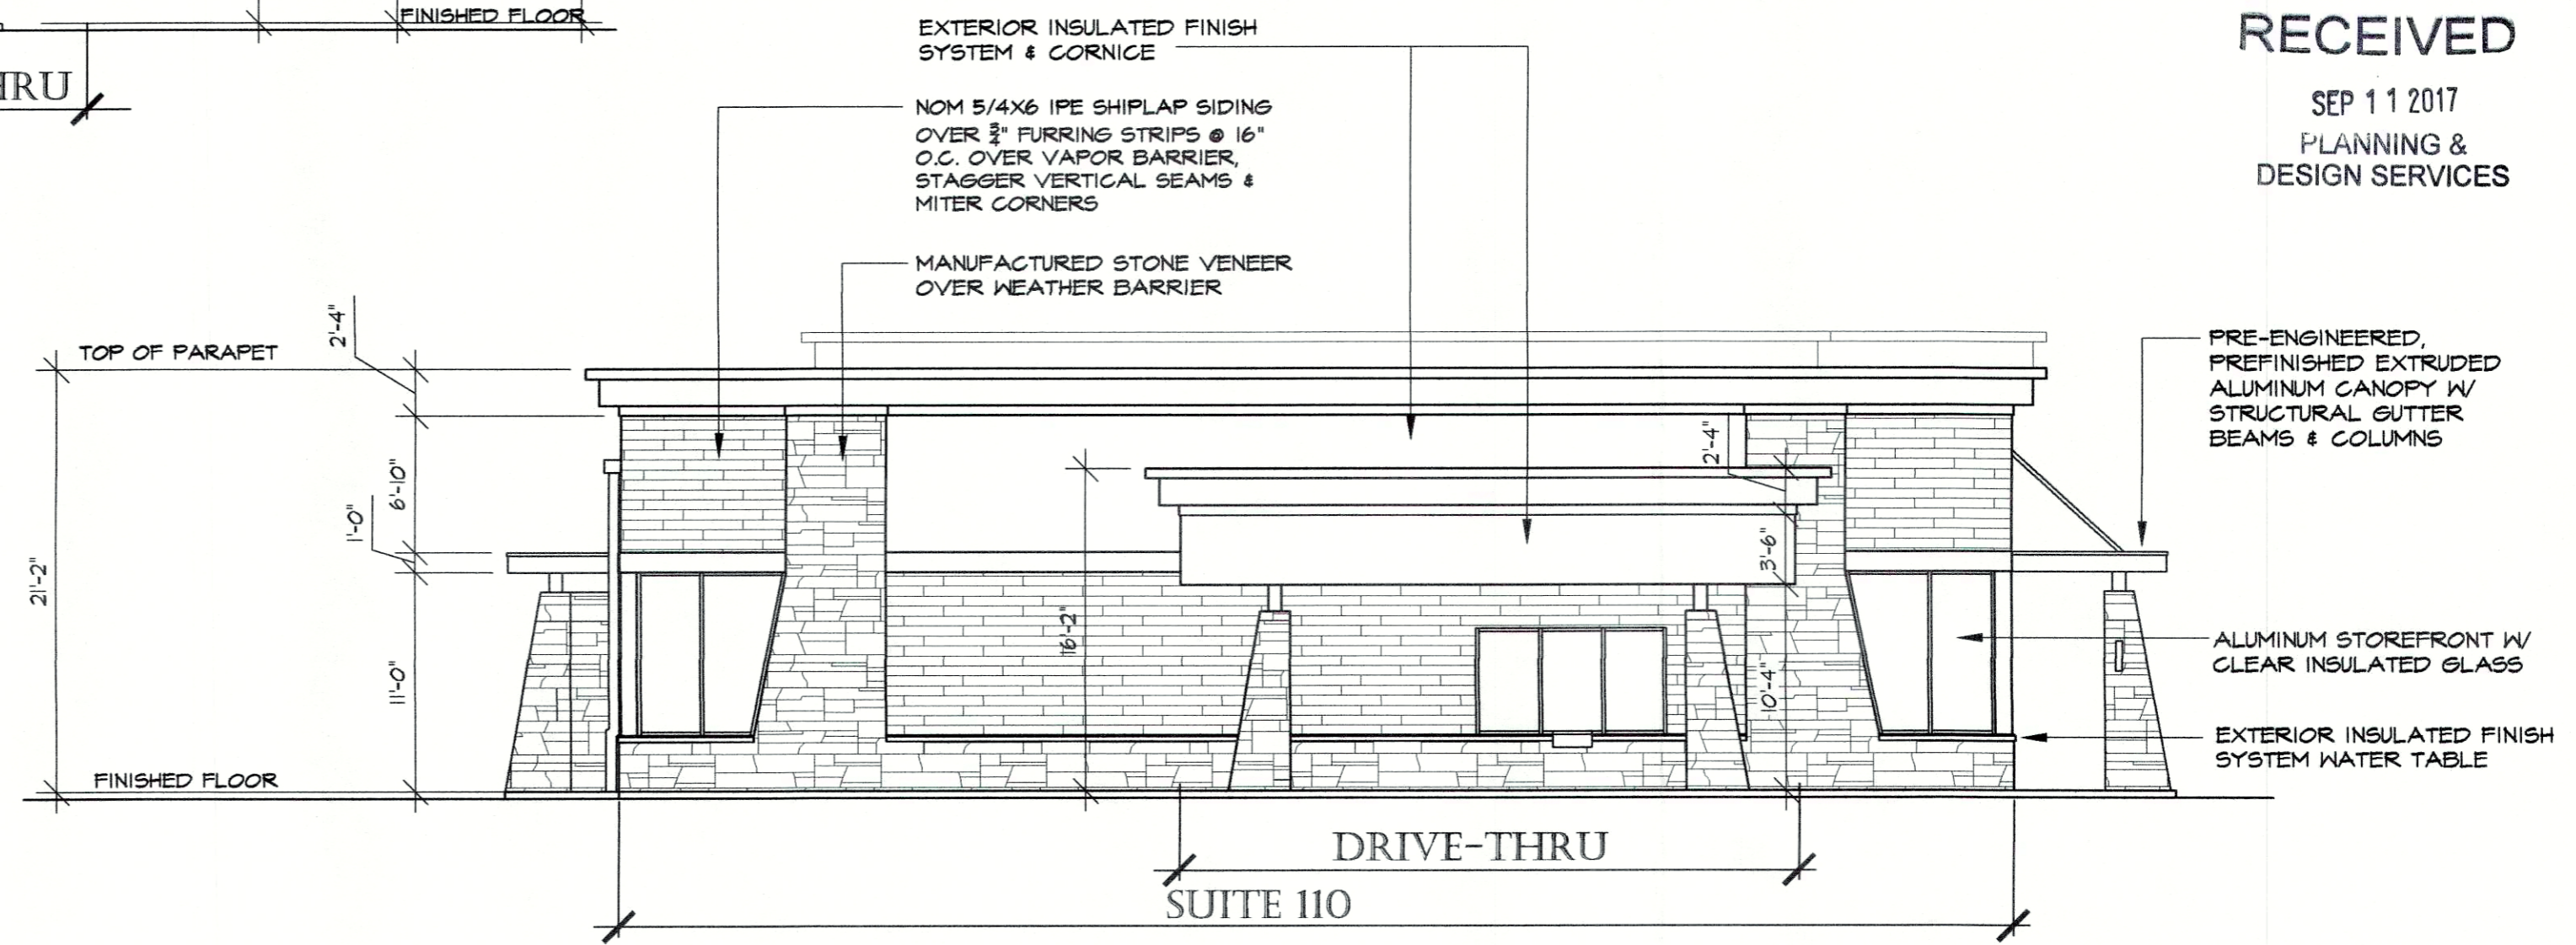 FINISHED FLOOR
HRU
EXTERIOR INSULATED FINISH
SYSTEM & CORNICE
NOM 5/4X6 IPE SHIPLAP SIDING
OVER 3/4" FURRING STRIPS @ 16"
O.C. OVER VAPOR BARRIER,
STAGGER VERTICAL SEAMS &
MITER CORNERS
MANUFACTURED STONE VENEER
OVER WEATHER BARRIER
RECEIVED
SEP 11 2017
PLANNING &
DESIGN SERVICES
TOP OF PARAPET
2'-4"
6'-10"
1'-0"
21'-2"
11'-0"
FINISHED FLOOR
16'-2"
2'-4"
3'-6"
10'-4"
PRE-ENGINEERED,
PREFINISHED EXTRUDED
ALUMINUM CANOPY W/
STRUCTURAL GUTTER
BEAMS & COLUMNS
ALUMINUM STOREFRONT W/
CLEAR INSULATED GLASS
EXTERIOR INSULATED FINISH
SYSTEM WATER TABLE
DRIVE-THRU
SUITE 110